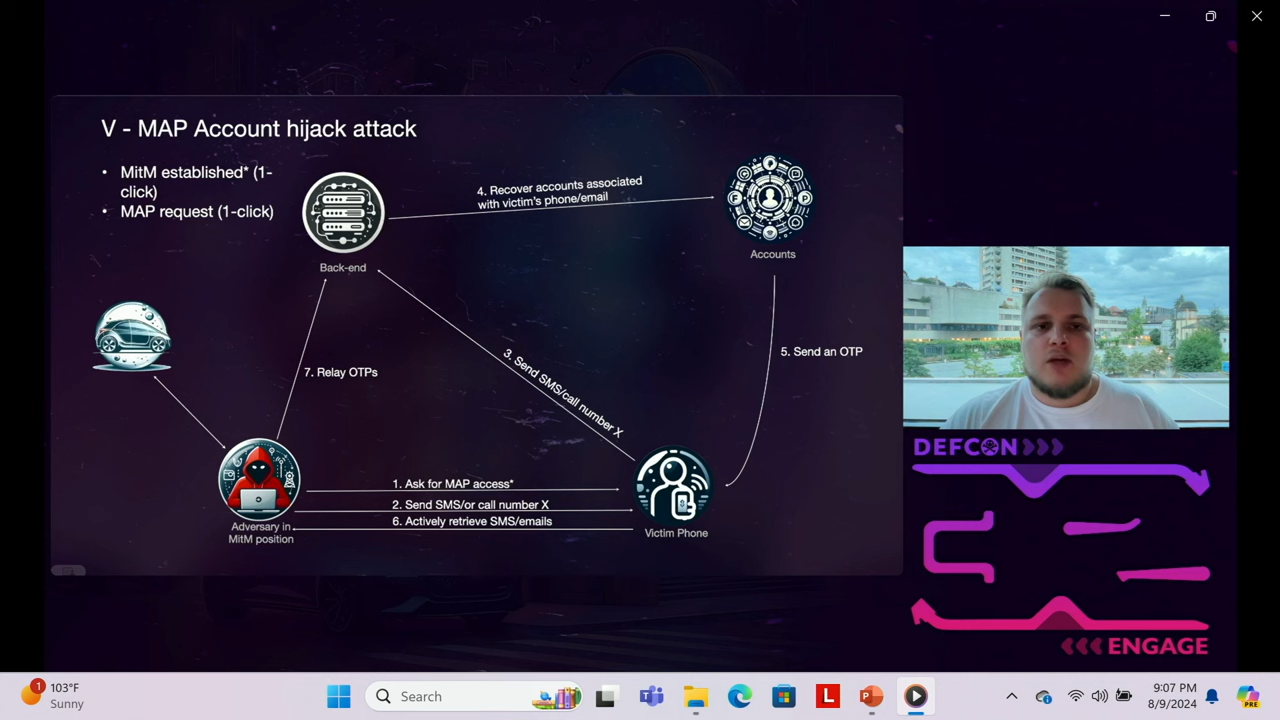 V - MAP Account hijack attack
• MitM established* (1-
click)
• MAP request (1-click)
4. Recover accounts associated
with victim's phone/email
Back-end
Accounts
5. Send an OTP
3. Send SMS/call number X
7. Relay OTPs
1. Ask for MAP access*
2. Send SMS/or call number X
6. Actively retrieve SMS/emails
Adversary in
MitM position
Victim Phone
DEFCON
ENGAGE
1
103°F
Sunny
Search
L
9:07 PM
8/9/2024
PRE